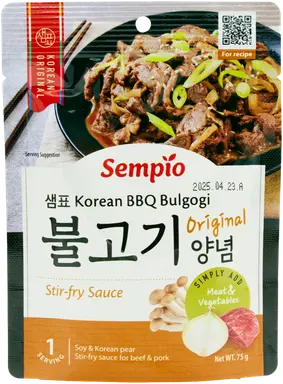 KOREAN
ORIGINAL
For recipe
Serving Suggestion
Sempio
2025.04.23.A
샘표 Korean BBQ Bulgogi
불고기 Original 양념
Stir-fry Sauce
SIMPLY ADD
Meat &
Vegetables
1
SERVING
Soy & Korean pear
Stir-fry sauce for beef & pork
Net WT. 75 g